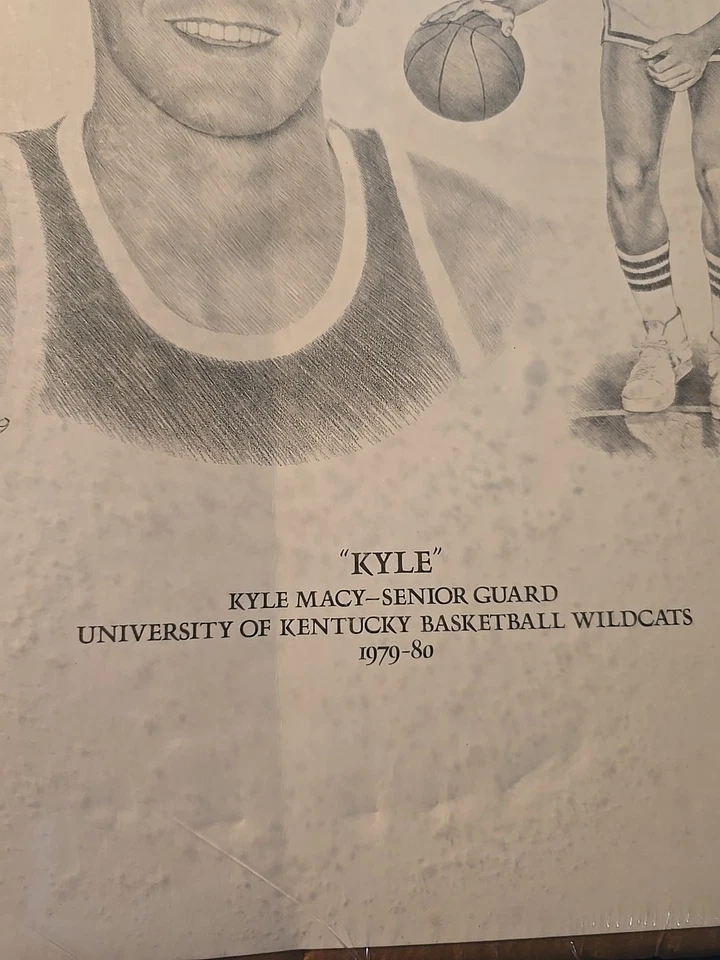 "KYLE"
KYLE MACY–SENIOR GUARD
UNIVERSITY OF KENTUCKY BASKETBALL WILDCATS
1979-80